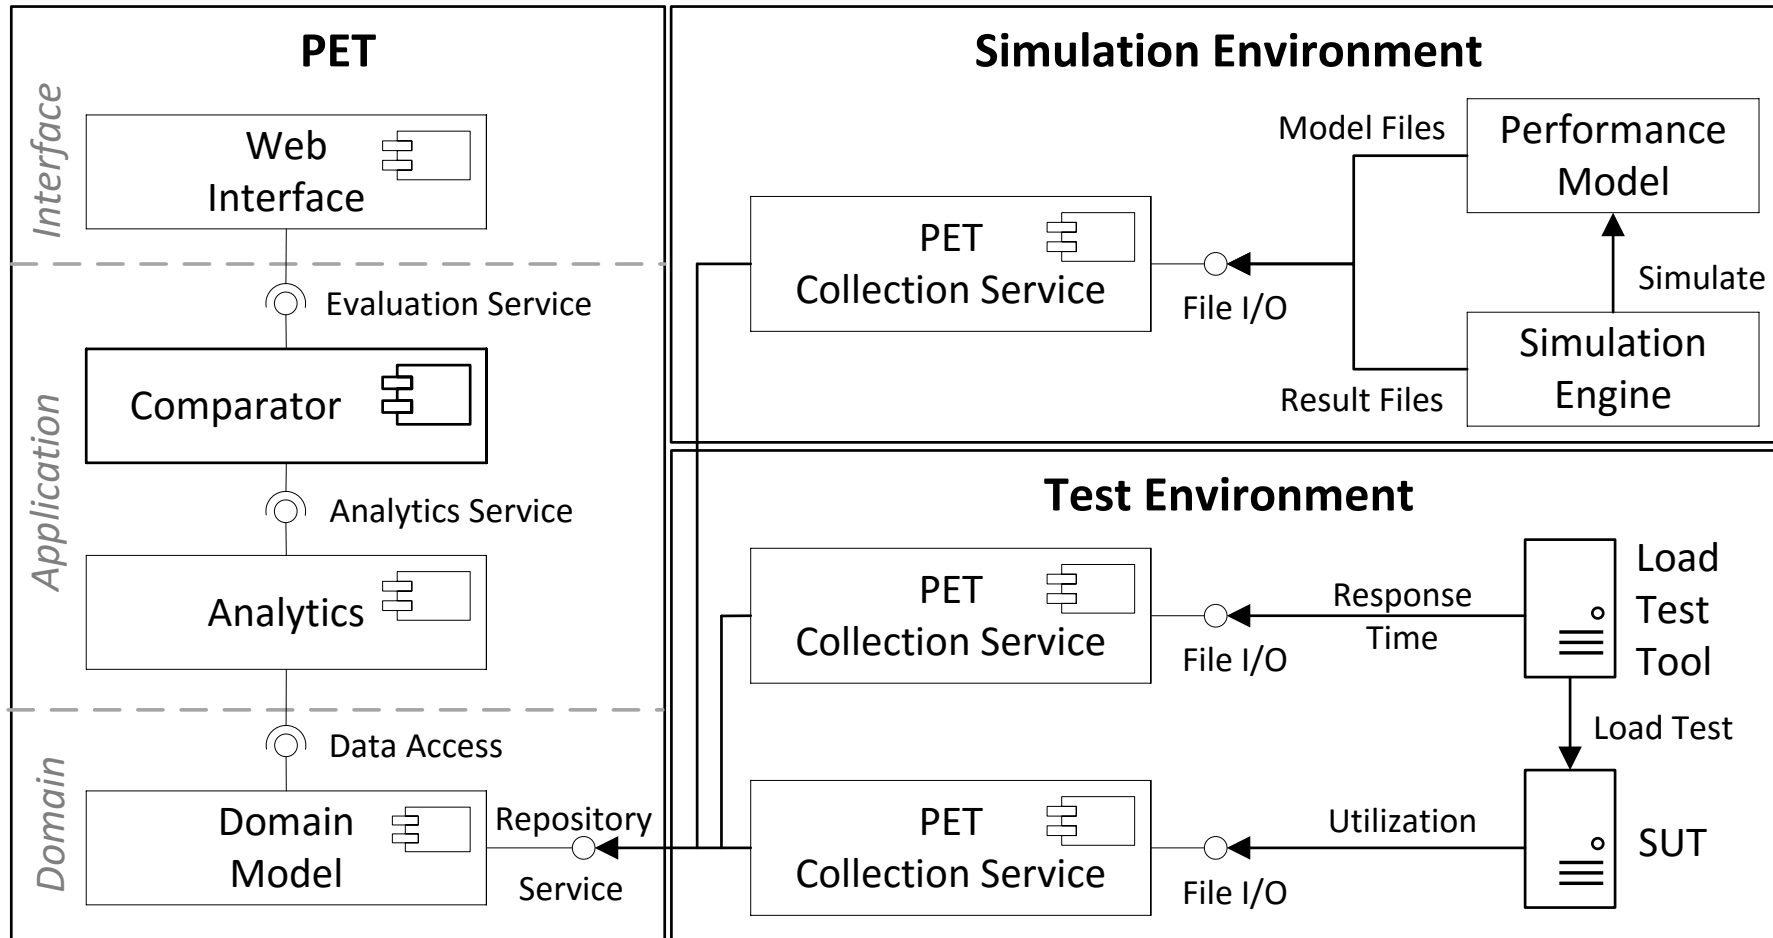 PET
Interface
Web
Interface
Evaluation Service
Application
Comparator
Analytics Service
Analytics
Data Access
Domain
Domain
Model
Repository
Service
Simulation Environment
PET
Collection Service
File I/O
Model Files
Performance
Model
Simulate
Simulation
Engine
Result Files
Test Environment
PET
Collection Service
File I/O
Response
Time
Load
Test
Tool
Load Test
PET
Collection Service
File I/O
Utilization
SUT